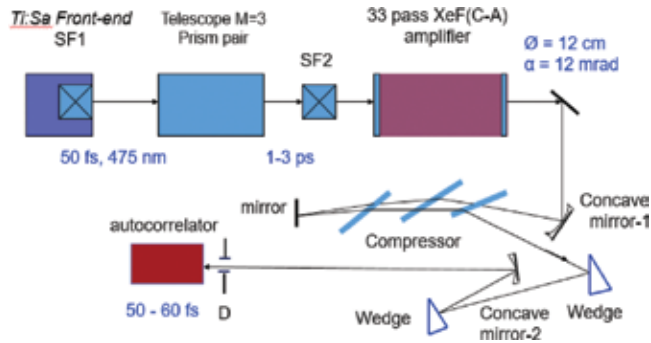 Ti:Sa Front-end
SF1
Telescope M=3
Prism pair
SF2
33 pass XeF(C-A)
amplifier
Ø = 12 cm
α = 12 mrad
50 fs, 475 nm
1-3 ps
mirror
Compressor
Concave
mirror-1
autocorrelator
50 - 60 fs
D
Wedge
Concave
mirror-2
Wedge